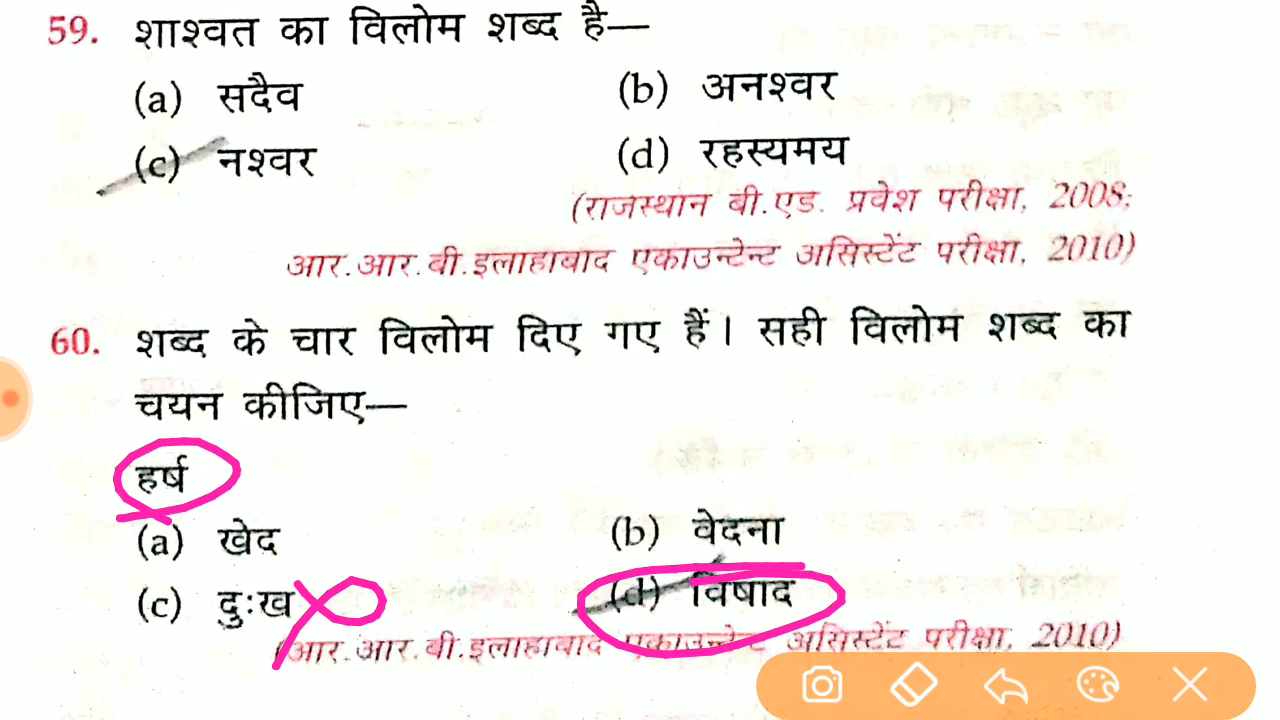 59. शाश्वत का विलोम शब्द है—
(a) सदैव (b) अनश्वर
(c) नश्वर (d) रहस्यमय
(राजस्थान बी.एड. प्रवेश परीक्षा, 2008;
आर.आर.बी.इलाहाबाद एकाउन्टेन्ट असिस्टेंट परीक्षा, 2010)
60. शब्द के चार विलोम दिए गए हैं। सही विलोम शब्द का
चयन कीजिए—
हर्ष
(a) खेद (b) वेदना
(c) दुःख (d) विषाद
(आर.आर.बी.इलाहाबाद एकाउन्टेन्ट असिस्टेंट परीक्षा, 2010)